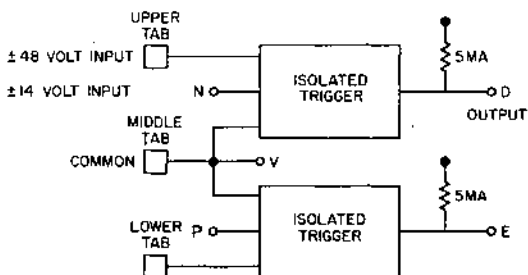 UPPER
TAB
±48 VOLT INPUT
±14 VOLT INPUT
N
ISOLATED
TRIGGER
5MA
D
OUTPUT
MIDDLE
TAB
COMMON
V
LOWER
TAB
P
ISOLATED
TRIGGER
5MA
E